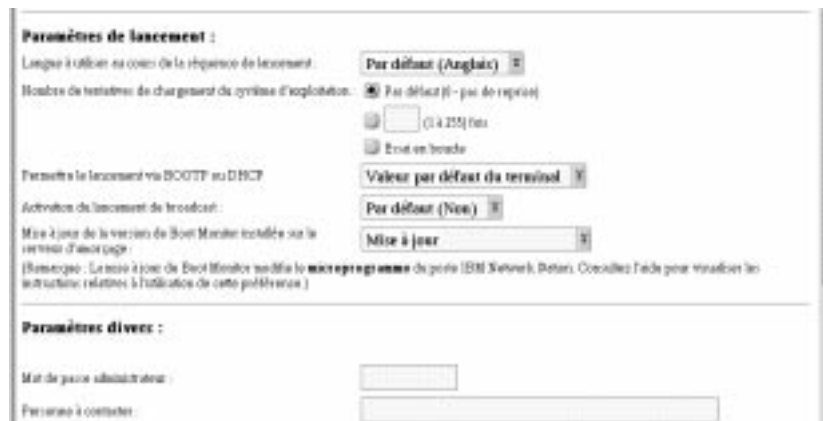 Paramètres de lancement :
Langue à utiliser au cours de la séquence de lancement :
Par défaut (Anglais)
Nombre de tentatives de chargement du système d'exploitation :
Par défaut (0 - pas de reprise)
(1 à 255) fois
Essai en boucle
Permettre le lancement via BOOTP ou DHCP
Valeur par défaut du terminal
Activation du lancement de broadcast :
Par défaut (Non)
Mise à jour de la version de Boot Monitor installée sur le
serveur d'amorçage :
Mise à jour
(Remarque : La mise à jour de Boot Monitor modifie le microprogramme du poste IBM Network Station. Consultez l'aide pour visualiser les
instructions relatives à l'utilisation de cette préférence.)
Paramètres divers :
Mot de passe administrateur :
Personne à contacter :